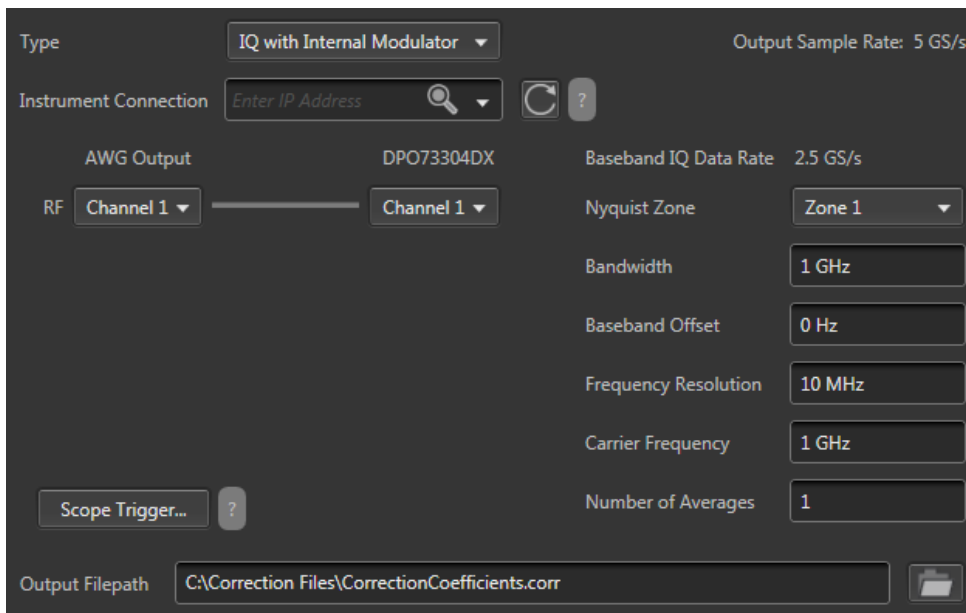 Type IQ with Internal Modulator Output Sample Rate: 5 GS/s
Instrument Connection Enter IP Address ?
AWG Output DPO73304DX Baseband IQ Data Rate 2.5 GS/s
RF Channel 1 Channel 1 Nyquist Zone Zone 1
Bandwidth 1 GHz
Baseband Offset 0 Hz
Frequency Resolution 10 MHz
Carrier Frequency 1 GHz
Scope Trigger... ? Number of Averages 1
Output Filepath C:\Correction Files\CorrectionCoefficients.corr